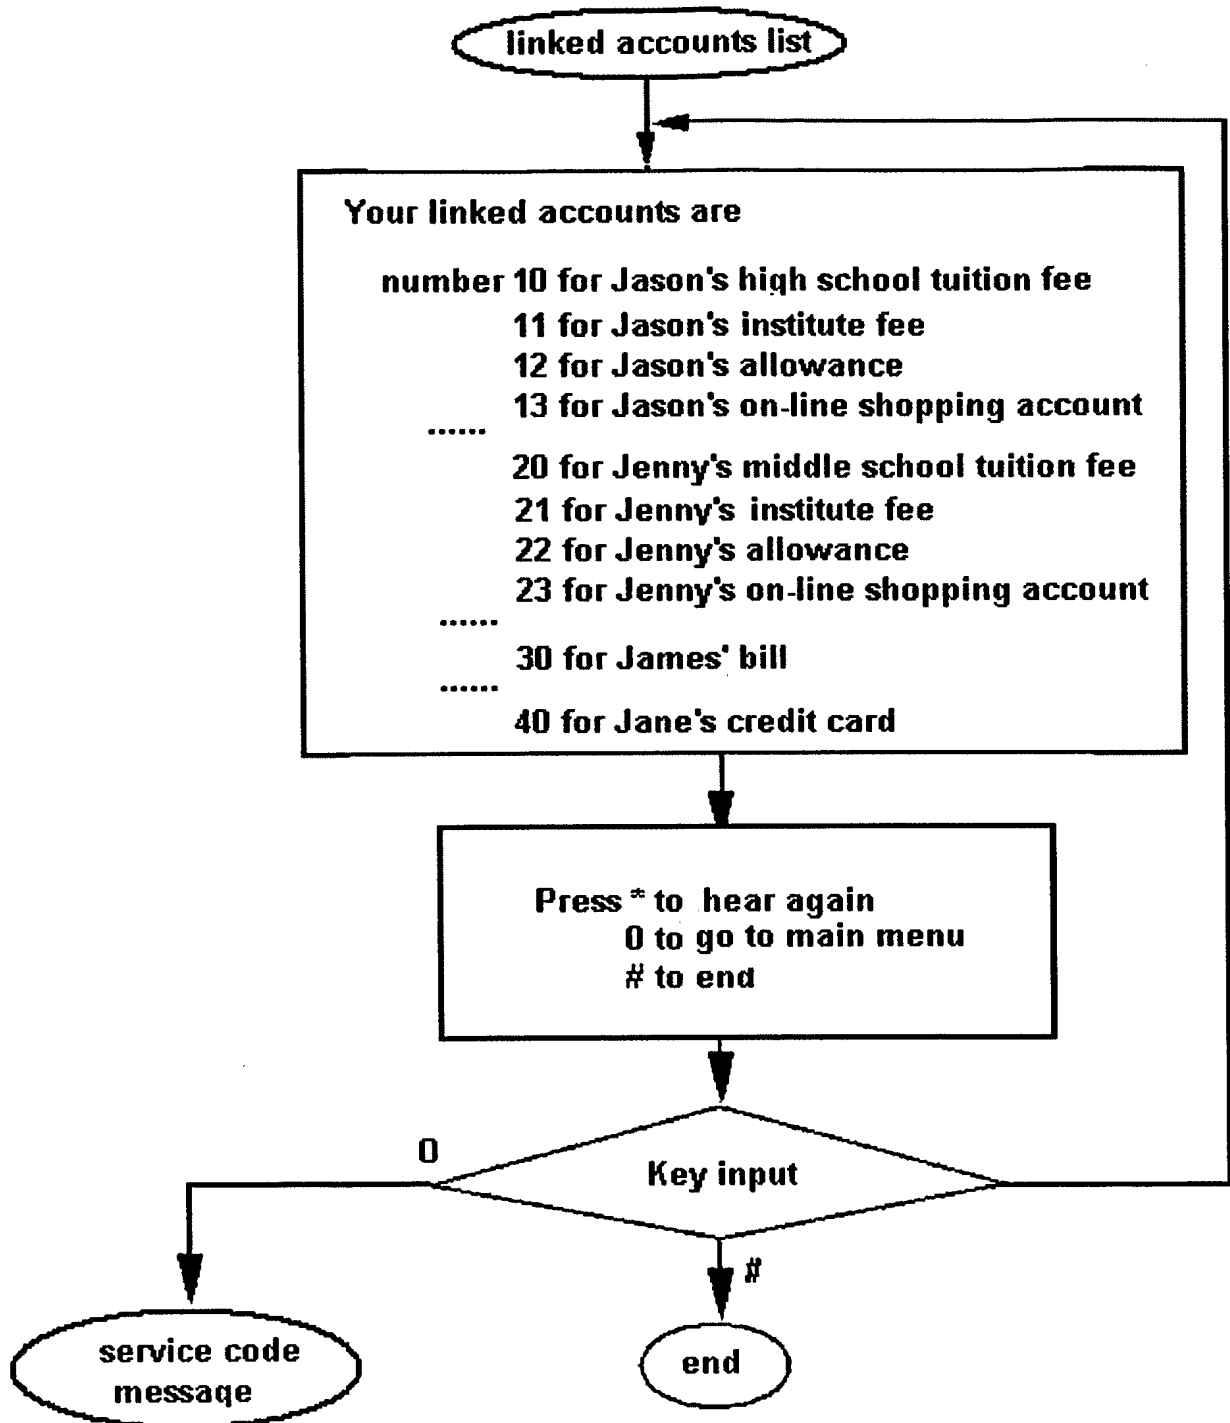 linked accounts list
Your linked accounts are
number 10 for Jason's high school tuition fee
11 for Jason's institute fee
12 for Jason's allowance
13 for Jason's on-line shopping account
......
20 for Jenny's middle school tuition fee
21 for Jenny's institute fee
22 for Jenny's allowance
23 for Jenny's on-line shopping account
......
30 for James' bill
......
40 for Jane's credit card
Press * to hear again
0 to go to main menu
# to end
0
Key input
#
service code
message
end